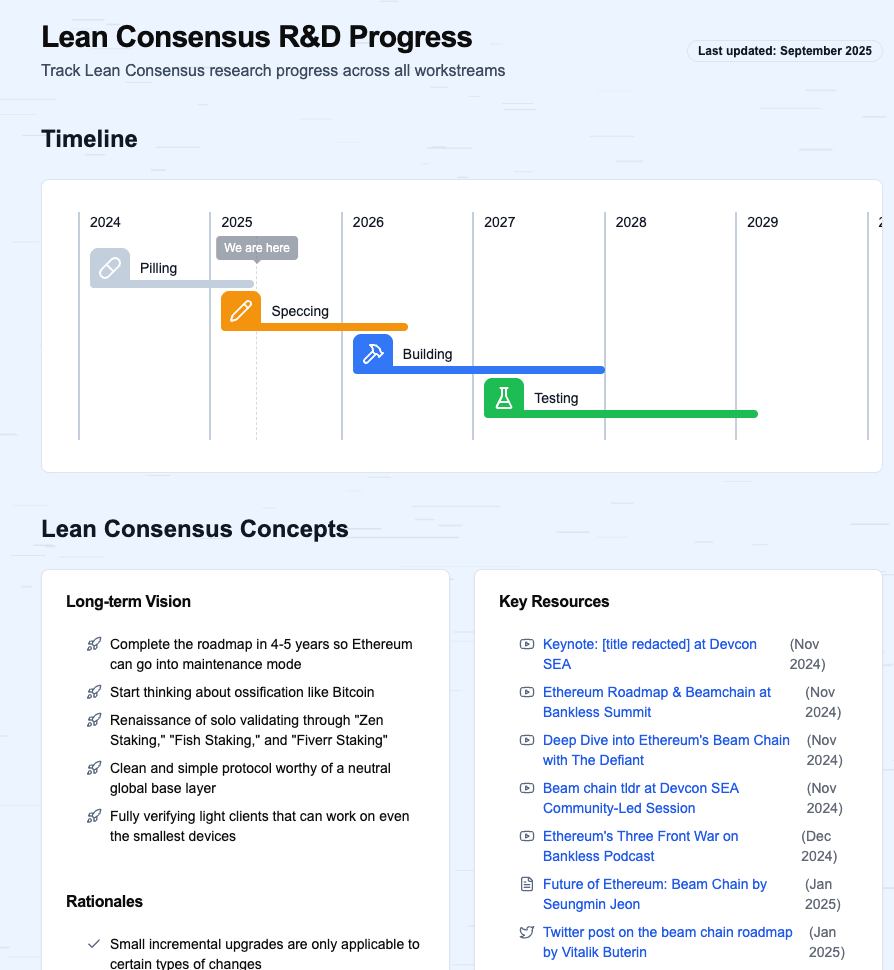 Lean Consensus R&D Progress
Last updated: September 2025
Track Lean Consensus research progress across all workstreams
Timeline
2024
2025
2026
2027
2028
2029
We are here
Pilling
Speccing
Building
Testing
Lean Consensus Concepts
Long-term Vision
Complete the roadmap in 4-5 years so Ethereum
can go into maintenance mode
Start thinking about ossification like Bitcoin
Renaissance of solo validating through "Zen
Staking," "Fish Staking," and "Fiverr Staking"
Clean and simple protocol worthy of a neutral
global base layer
Fully verifying light clients that can work on even
the smallest devices
Rationales
Small incremental upgrades are only applicable to
certain types of changes
Key Resources
Keynote: [title redacted] at Devcon (Nov
SEA 2024)
Ethereum Roadmap & Beamchain at (Nov
Bankless Summit 2024)
Deep Dive into Ethereum's Beam Chain (Nov
with The Defiant 2024)
Beam chain tldr at Devcon SEA (Nov
Community-Led Session 2024)
Ethereum's Three Front War on (Dec
Bankless Podcast 2024)
Future of Ethereum: Beam Chain by (Jan
Seungmin Jeon 2025)
Twitter post on the beam chain roadmap (Jan
by Vitalik Buterin 2025)